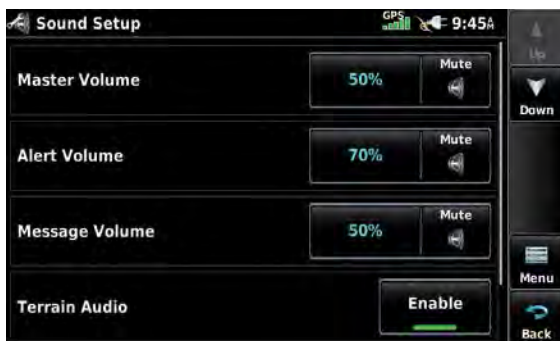 Sound Setup GPS 9:45A
Up
Master Volume 50% Mute
Down
Alert Volume 70% Mute
Message Volume 50% Mute
Menu
Terrain Audio Enable
Back